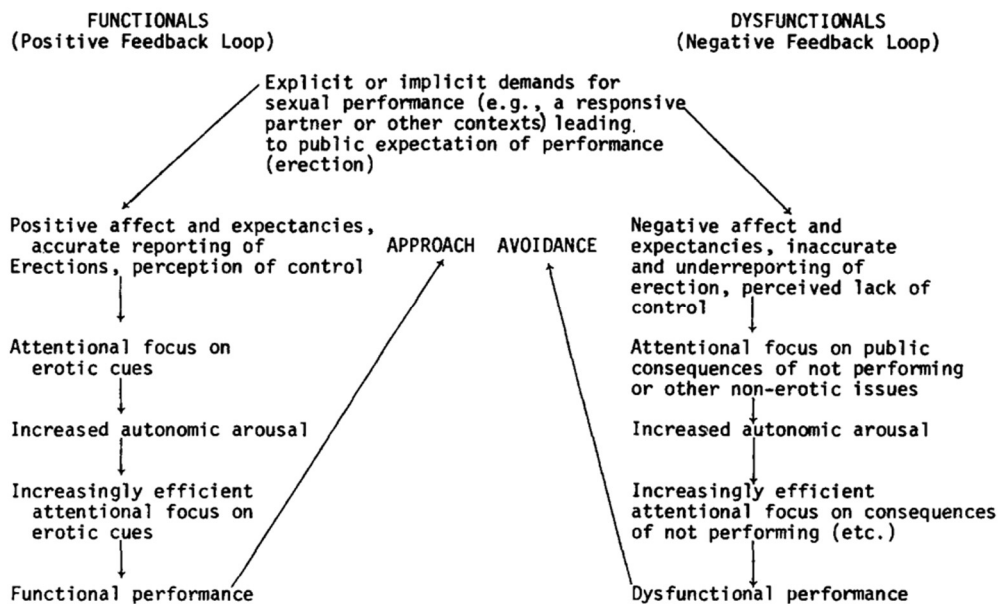 FUNCTIONALS
(Positive Feedback Loop)
DYSFUNCTIONALS
(Negative Feedback Loop)
Explicit or implicit demands for
sexual performance (e.g., a responsive
partner or other contexts) leading
to public expectation of performance
(erection)
Positive affect and expectancies,
accurate reporting of
Erections, perception of control
APPROACH AVOIDANCE
Negative affect and
expectancies, inaccurate
and underreporting of
erection, perceived lack of
control
Attentional focus on
erotic cues
Attentional focus on public
consequences of not performing
or other non-erotic issues
Increased autonomic arousal
Increased autonomic arousal
Increasingly efficient
attentional focus on
erotic cues
Increasingly efficient
attentional focus on consequences
of not performing (etc.)
Functional performance
Dysfunctional performance